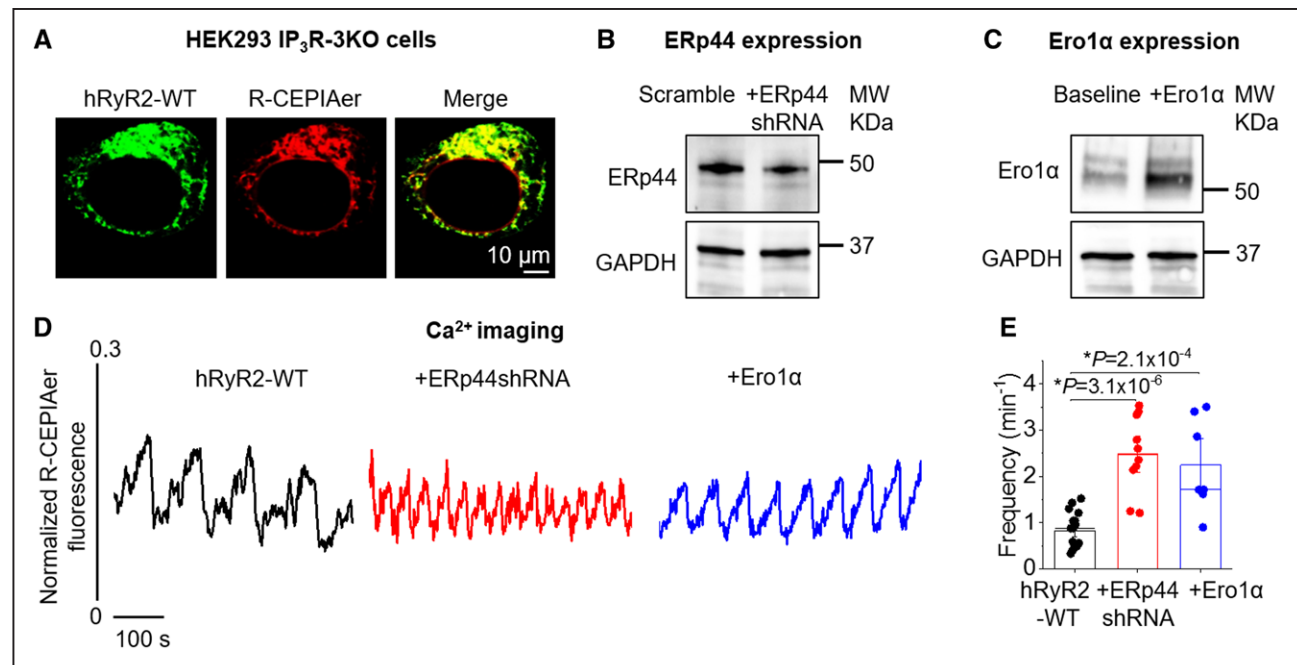 A HEK293 IP₃R-3KO cells
hRyR2-WT R-CEPIAer Merge
10 µm
B ERp44 expression
Scramble +ERp44 shRNA MW KDa
ERp44
50
GAPDH
37
C Ero1α expression
Baseline +Ero1α MW KDa
Ero1α
50
GAPDH
37
D Ca²⁺ imaging
0.3
hRyR2-WT +ERp44shRNA +Ero1α
Normalized R-CEPIAer
fluorescence
0
100 s
E
*P=2.1x10⁻⁴
*P=3.1x10⁻⁶
Frequency (min⁻¹)
4
3
2
1
0
hRyR2 +ERp44 +Ero1α
-WT shRNA